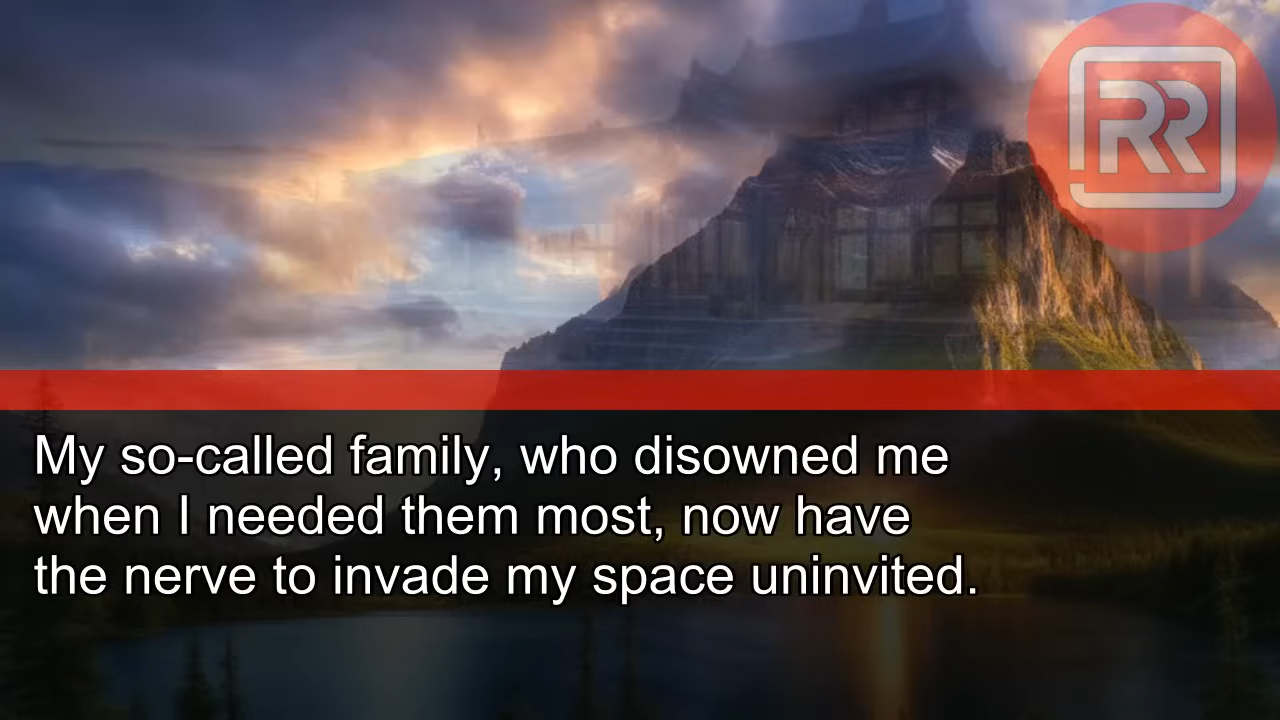 RR
My so-called family, who disowned me
when I needed them most, now have
the nerve to invade my space uninvited.